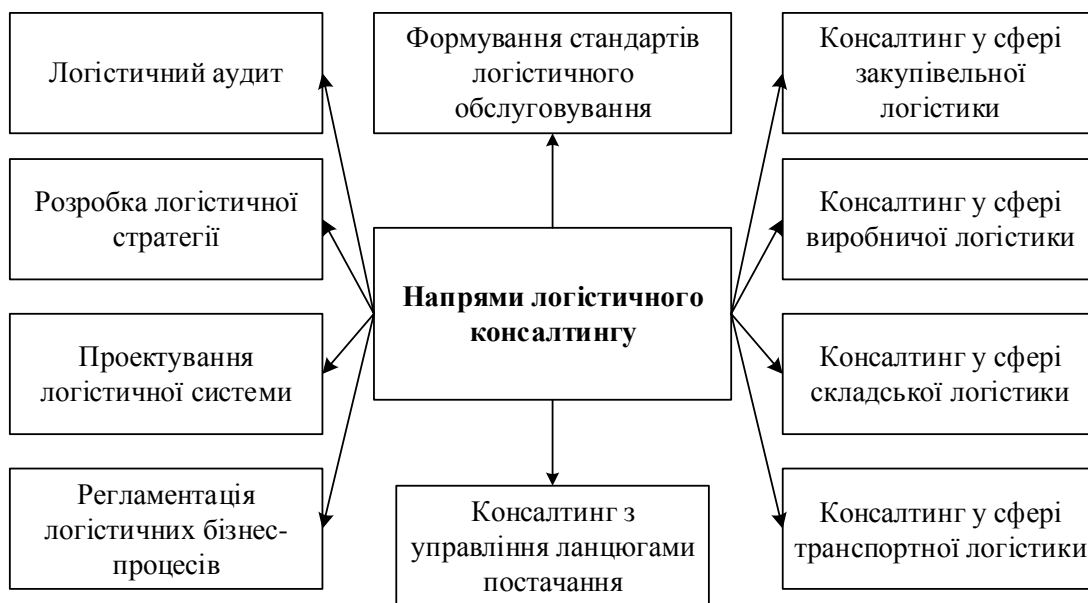 Логістичний аудит
Розробка логістичної
стратегії
Проектування
логістичної системи
Регламентація
логістичних бізнес-
процесів
Формування стандартів
логістичного
обслуговування
Напрями логістичного
консалтингу
Консалтинг з
управління ланцюгами
постачання
Консалтинг у сфері
закупівельної
логістики
Консалтинг у сфері
виробничої логістики
Консалтинг у сфері
складської логістики
Консалтинг у сфері
транспортної логістики